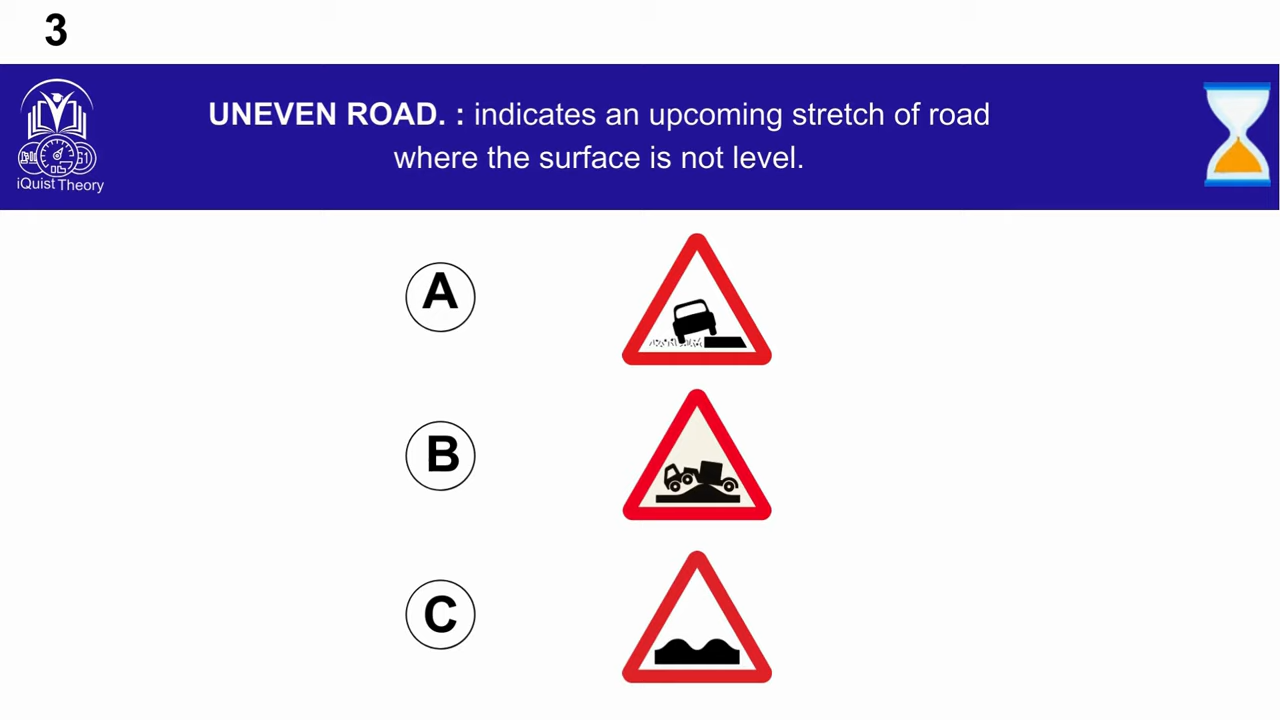 3
UNEVEN ROAD. : indicates an upcoming stretch of road
where the surface is not level.
iQuist Theory
A
B
C